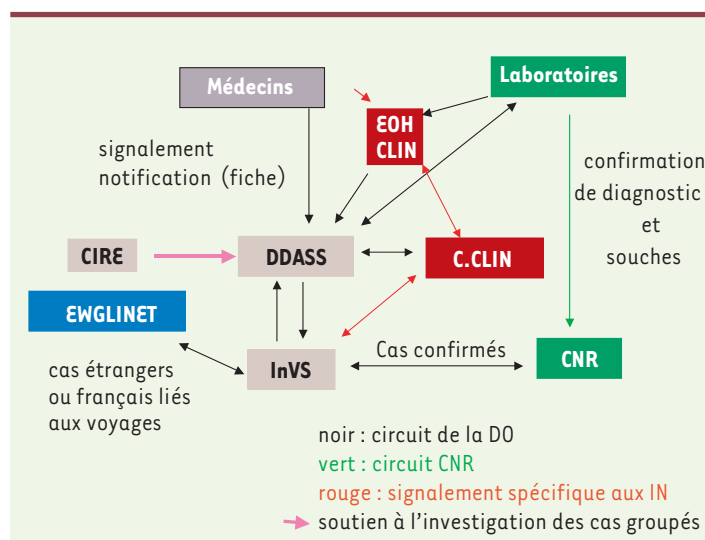 Médecins
Laboratoires
EOH
CLIN
signalement
notification (fiche)
confirmation
de diagnostic
et
souches
CIRE
DDASS
C.CLIN
EWGLINET
InVS
Cas confirmés
CNR
cas étrangers
ou français liés
aux voyages
noir : circuit de la DO
vert : circuit CNR
rouge : signalement spécifique aux IN
soutien à l'investigation des cas groupés